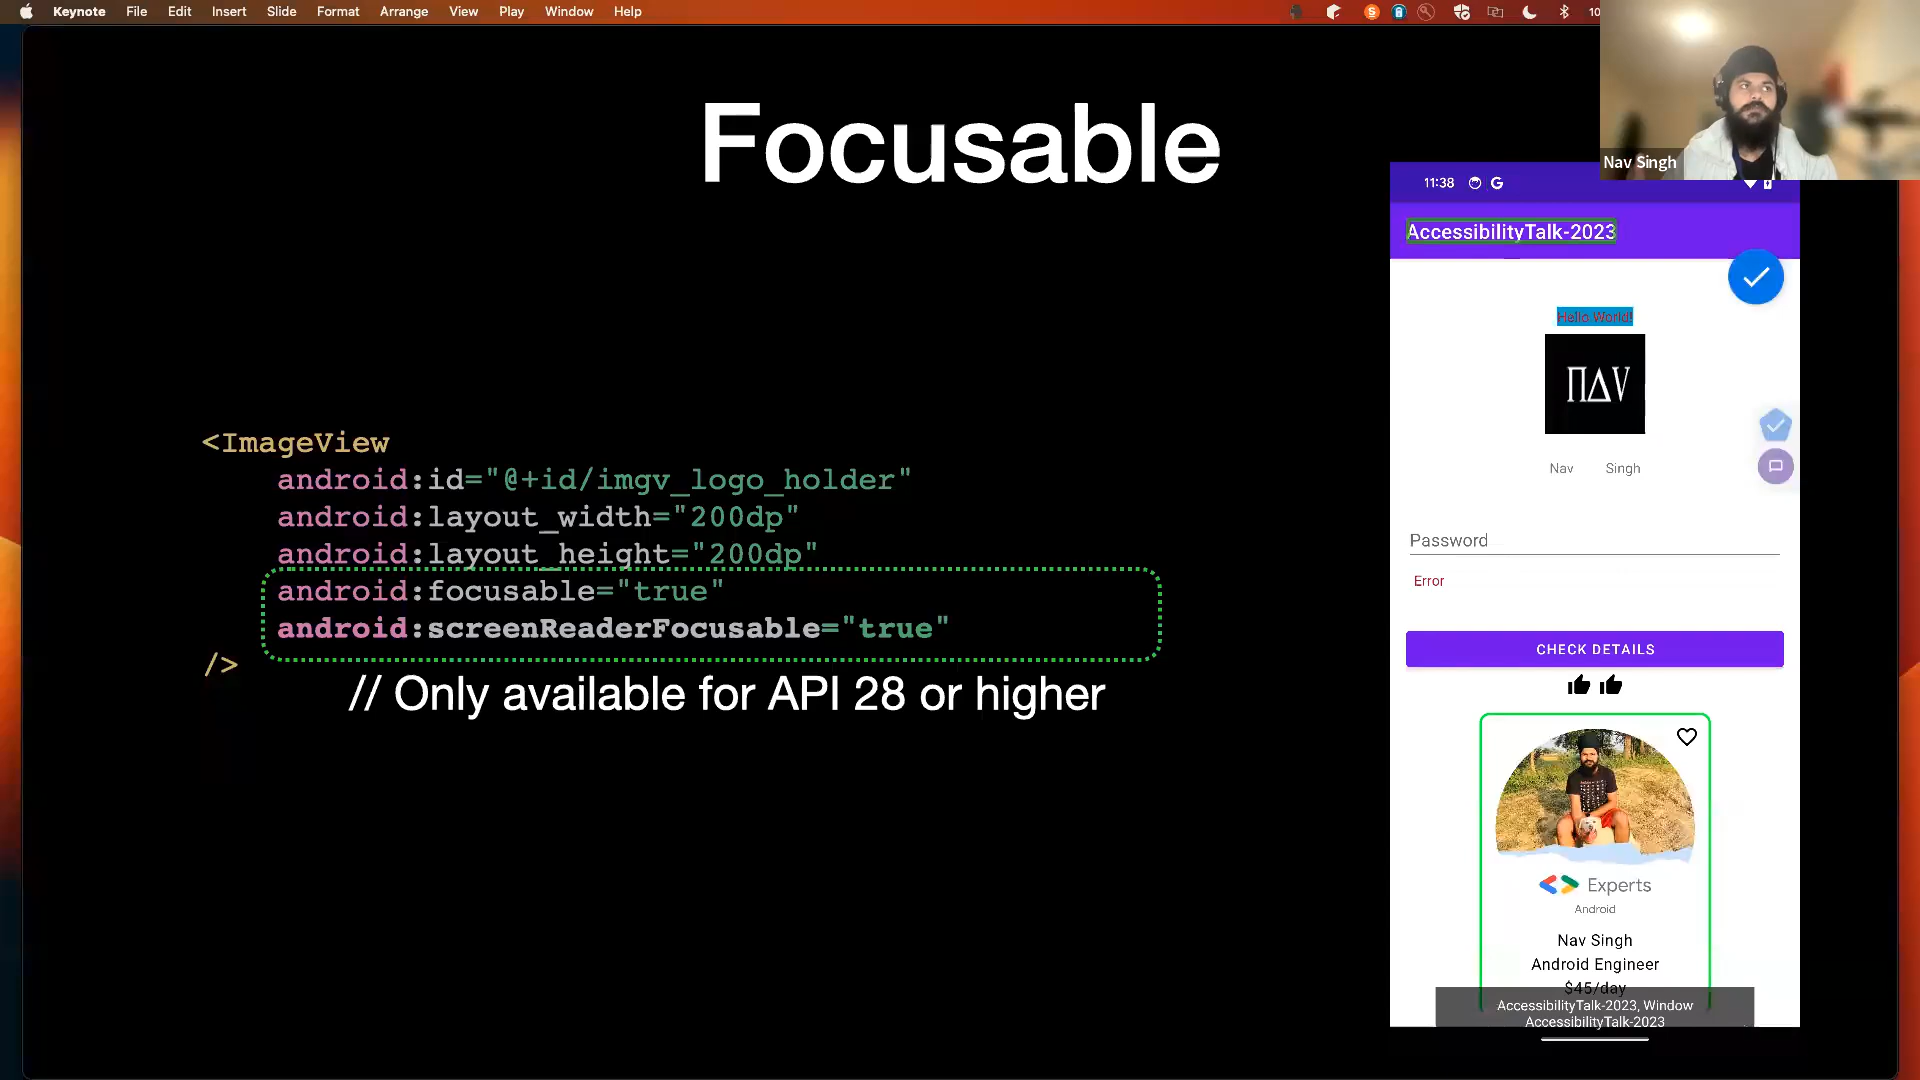 Keynote File Edit Insert Slide Format Arrange View Play Window Help
10
Focusable
<ImageView
android:id="@+id/imgv_logo_holder"
android:layout_width="200dp"
android:layout_height="200dp"
android:focusable="true"
android:screenReaderFocusable="true"
/>
// Only available for API 28 or higher
Nav Singh
11:38
AccessibilityTalk-2023
Hello World!
ΠΔV
Nav Singh
Password
Error
CHECK DETAILS
Experts
Android
Nav Singh
Android Engineer
$45/day
AccessibilityTalk-2023, Window
AccessibilityTalk-2023